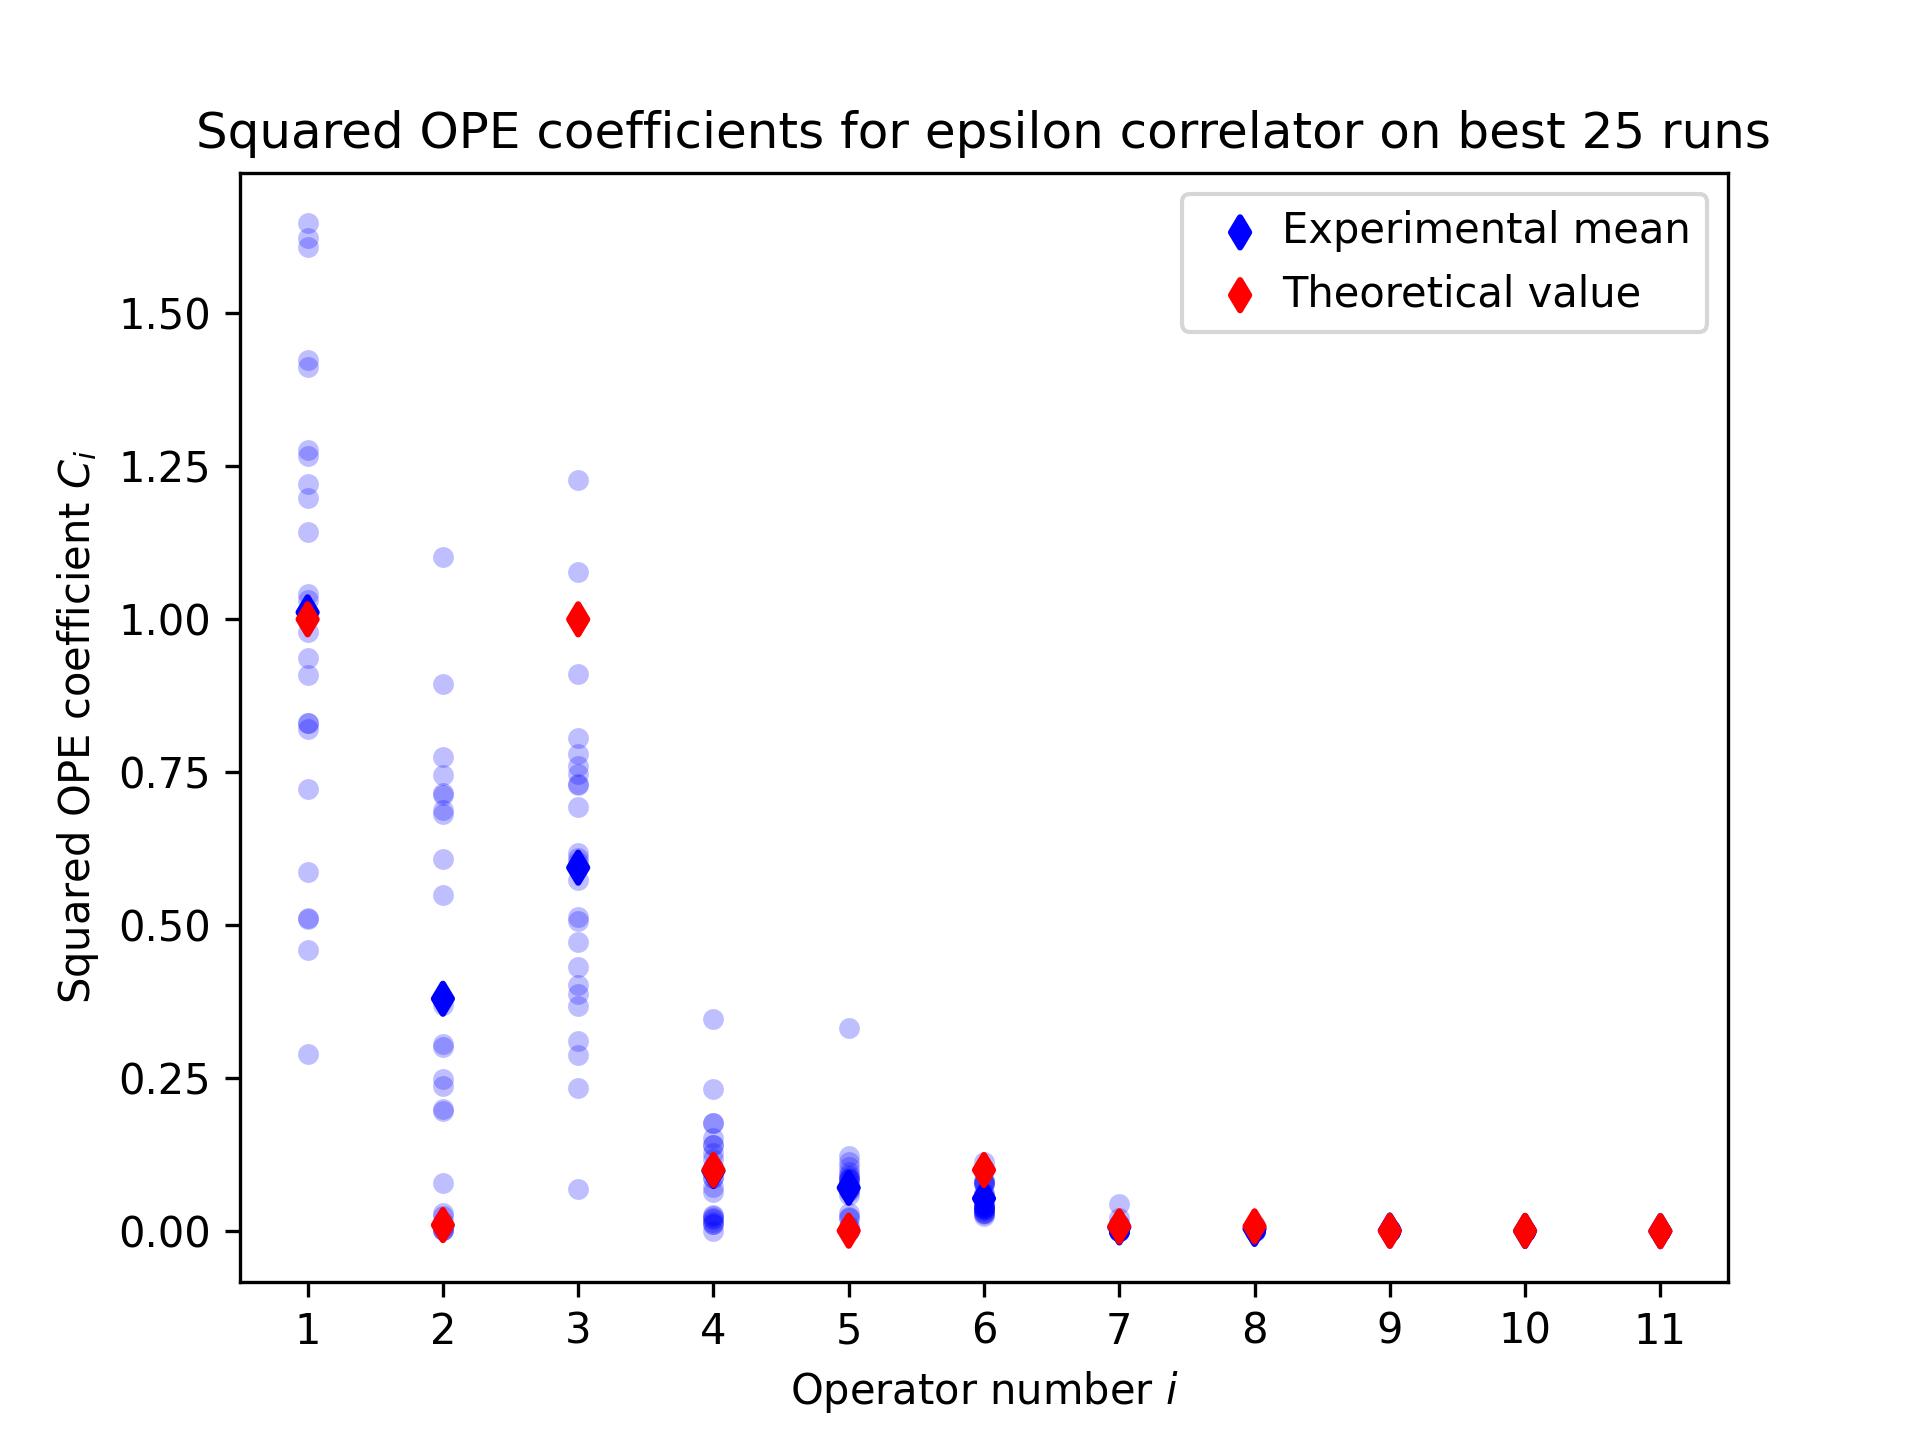 Squared OPE coefficients for epsilon correlator on best 25 runs
Experimental mean
Theoretical value
Squared OPE coefficient Cᵢ
1.50
1.25
1.00
0.75
0.50
0.25
0.00
1 2 3 4 5 6 7 8 9 10 11
Operator number i